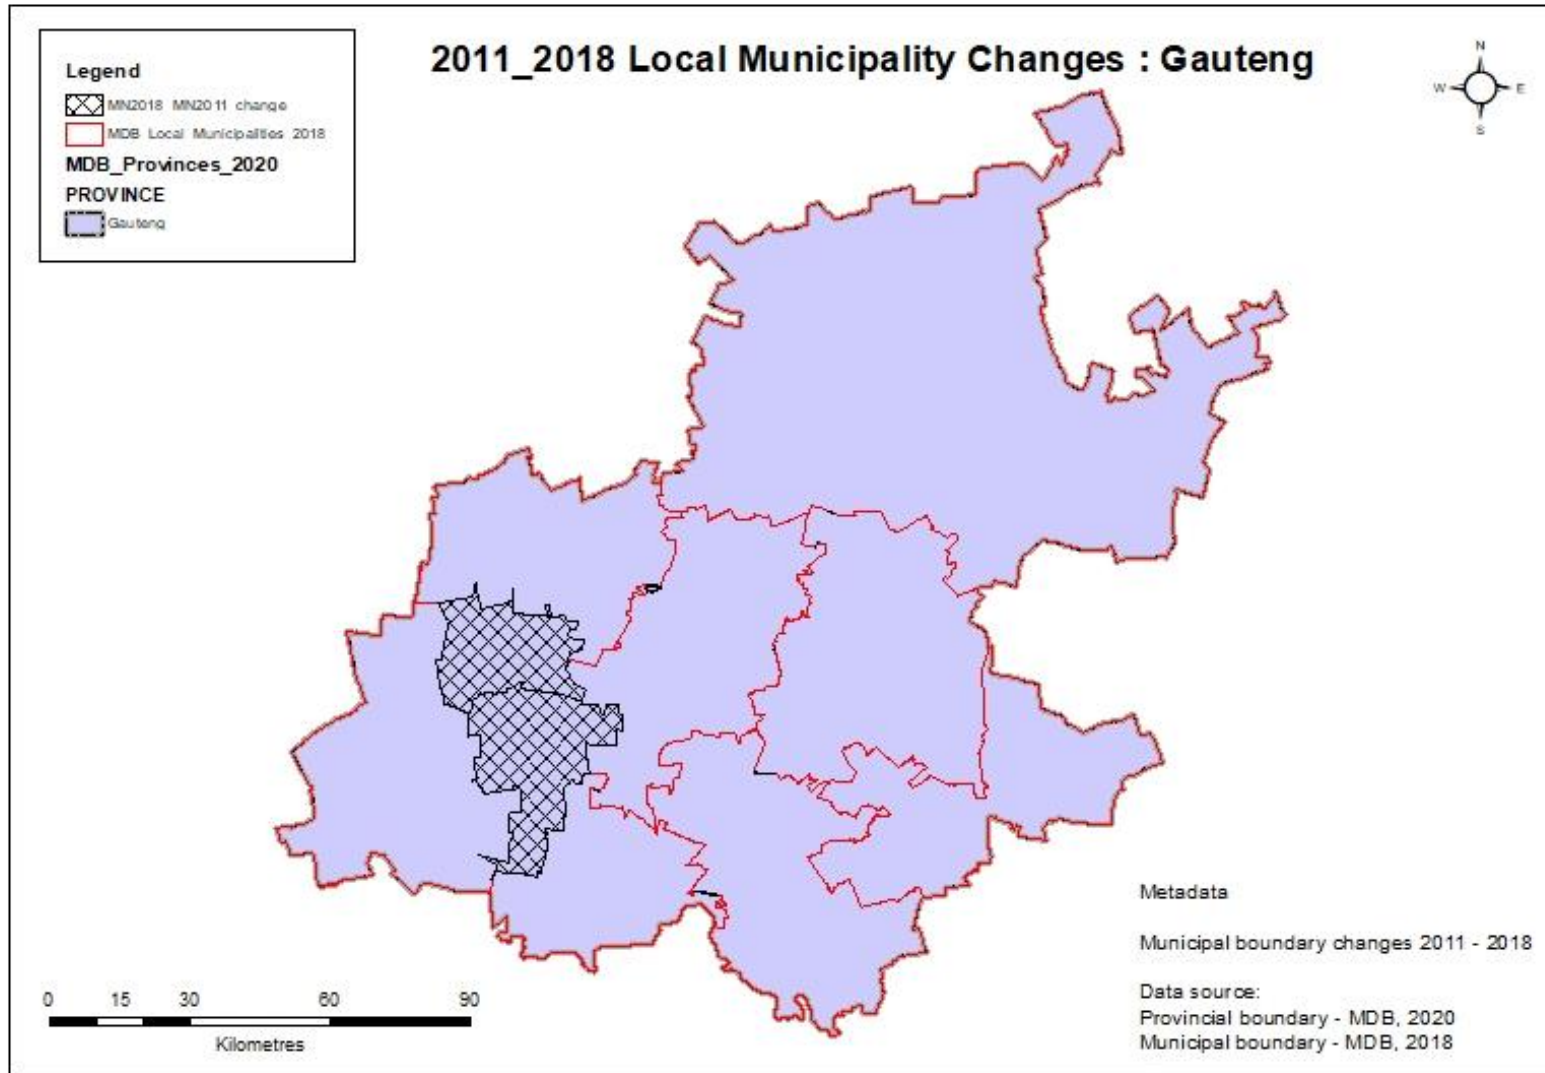 2011_2018 Local Municipality Changes : Gauteng
Legend
MN2018 MN2011 change
MDB Local Municipalities 2018
MDB_Provinces_2020
PROVINCE
Gauteng
N
W E
S
Metadata
Municipal boundary changes 2011 - 2018
Data source:
Provincial boundary - MDB, 2020
Municipal boundary - MDB, 2018
0 15 30 60 90
Kilometres